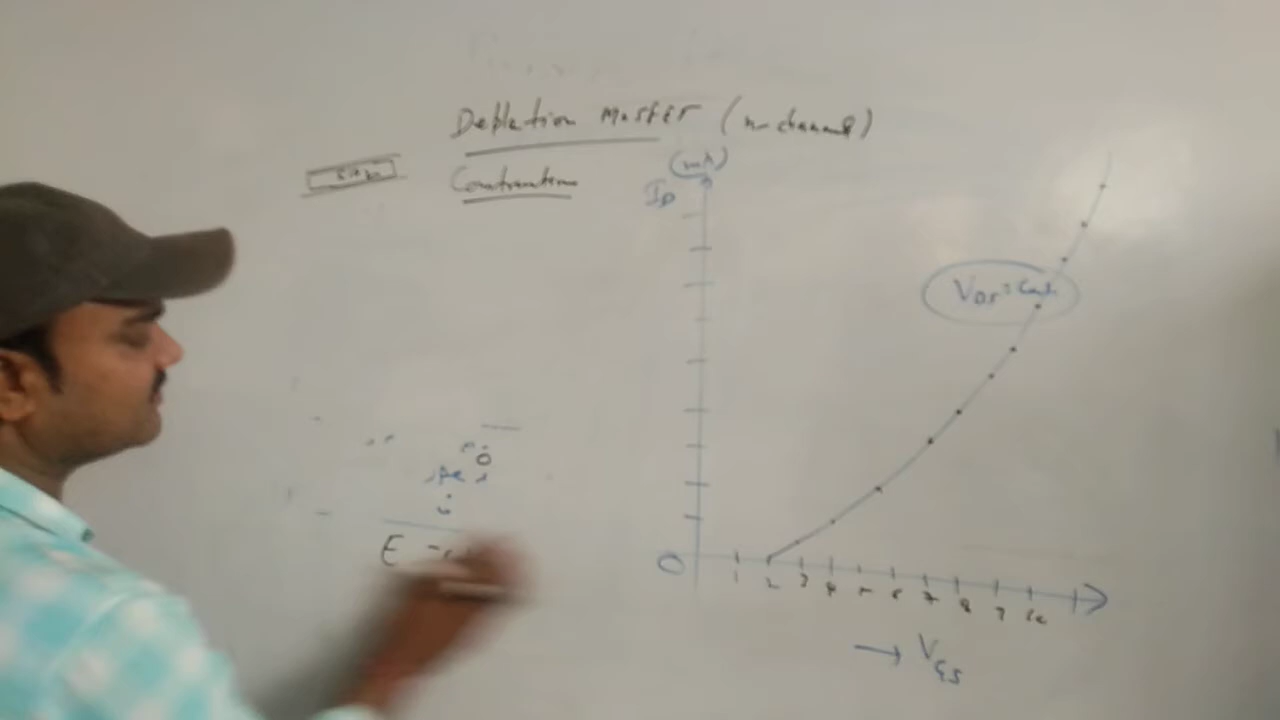 Depletion MOSFET (n-channel)
Construction
(mA)
ID
VDS = Const
0
1 2 3 4 5 6 7 8 9 10
→ VGS